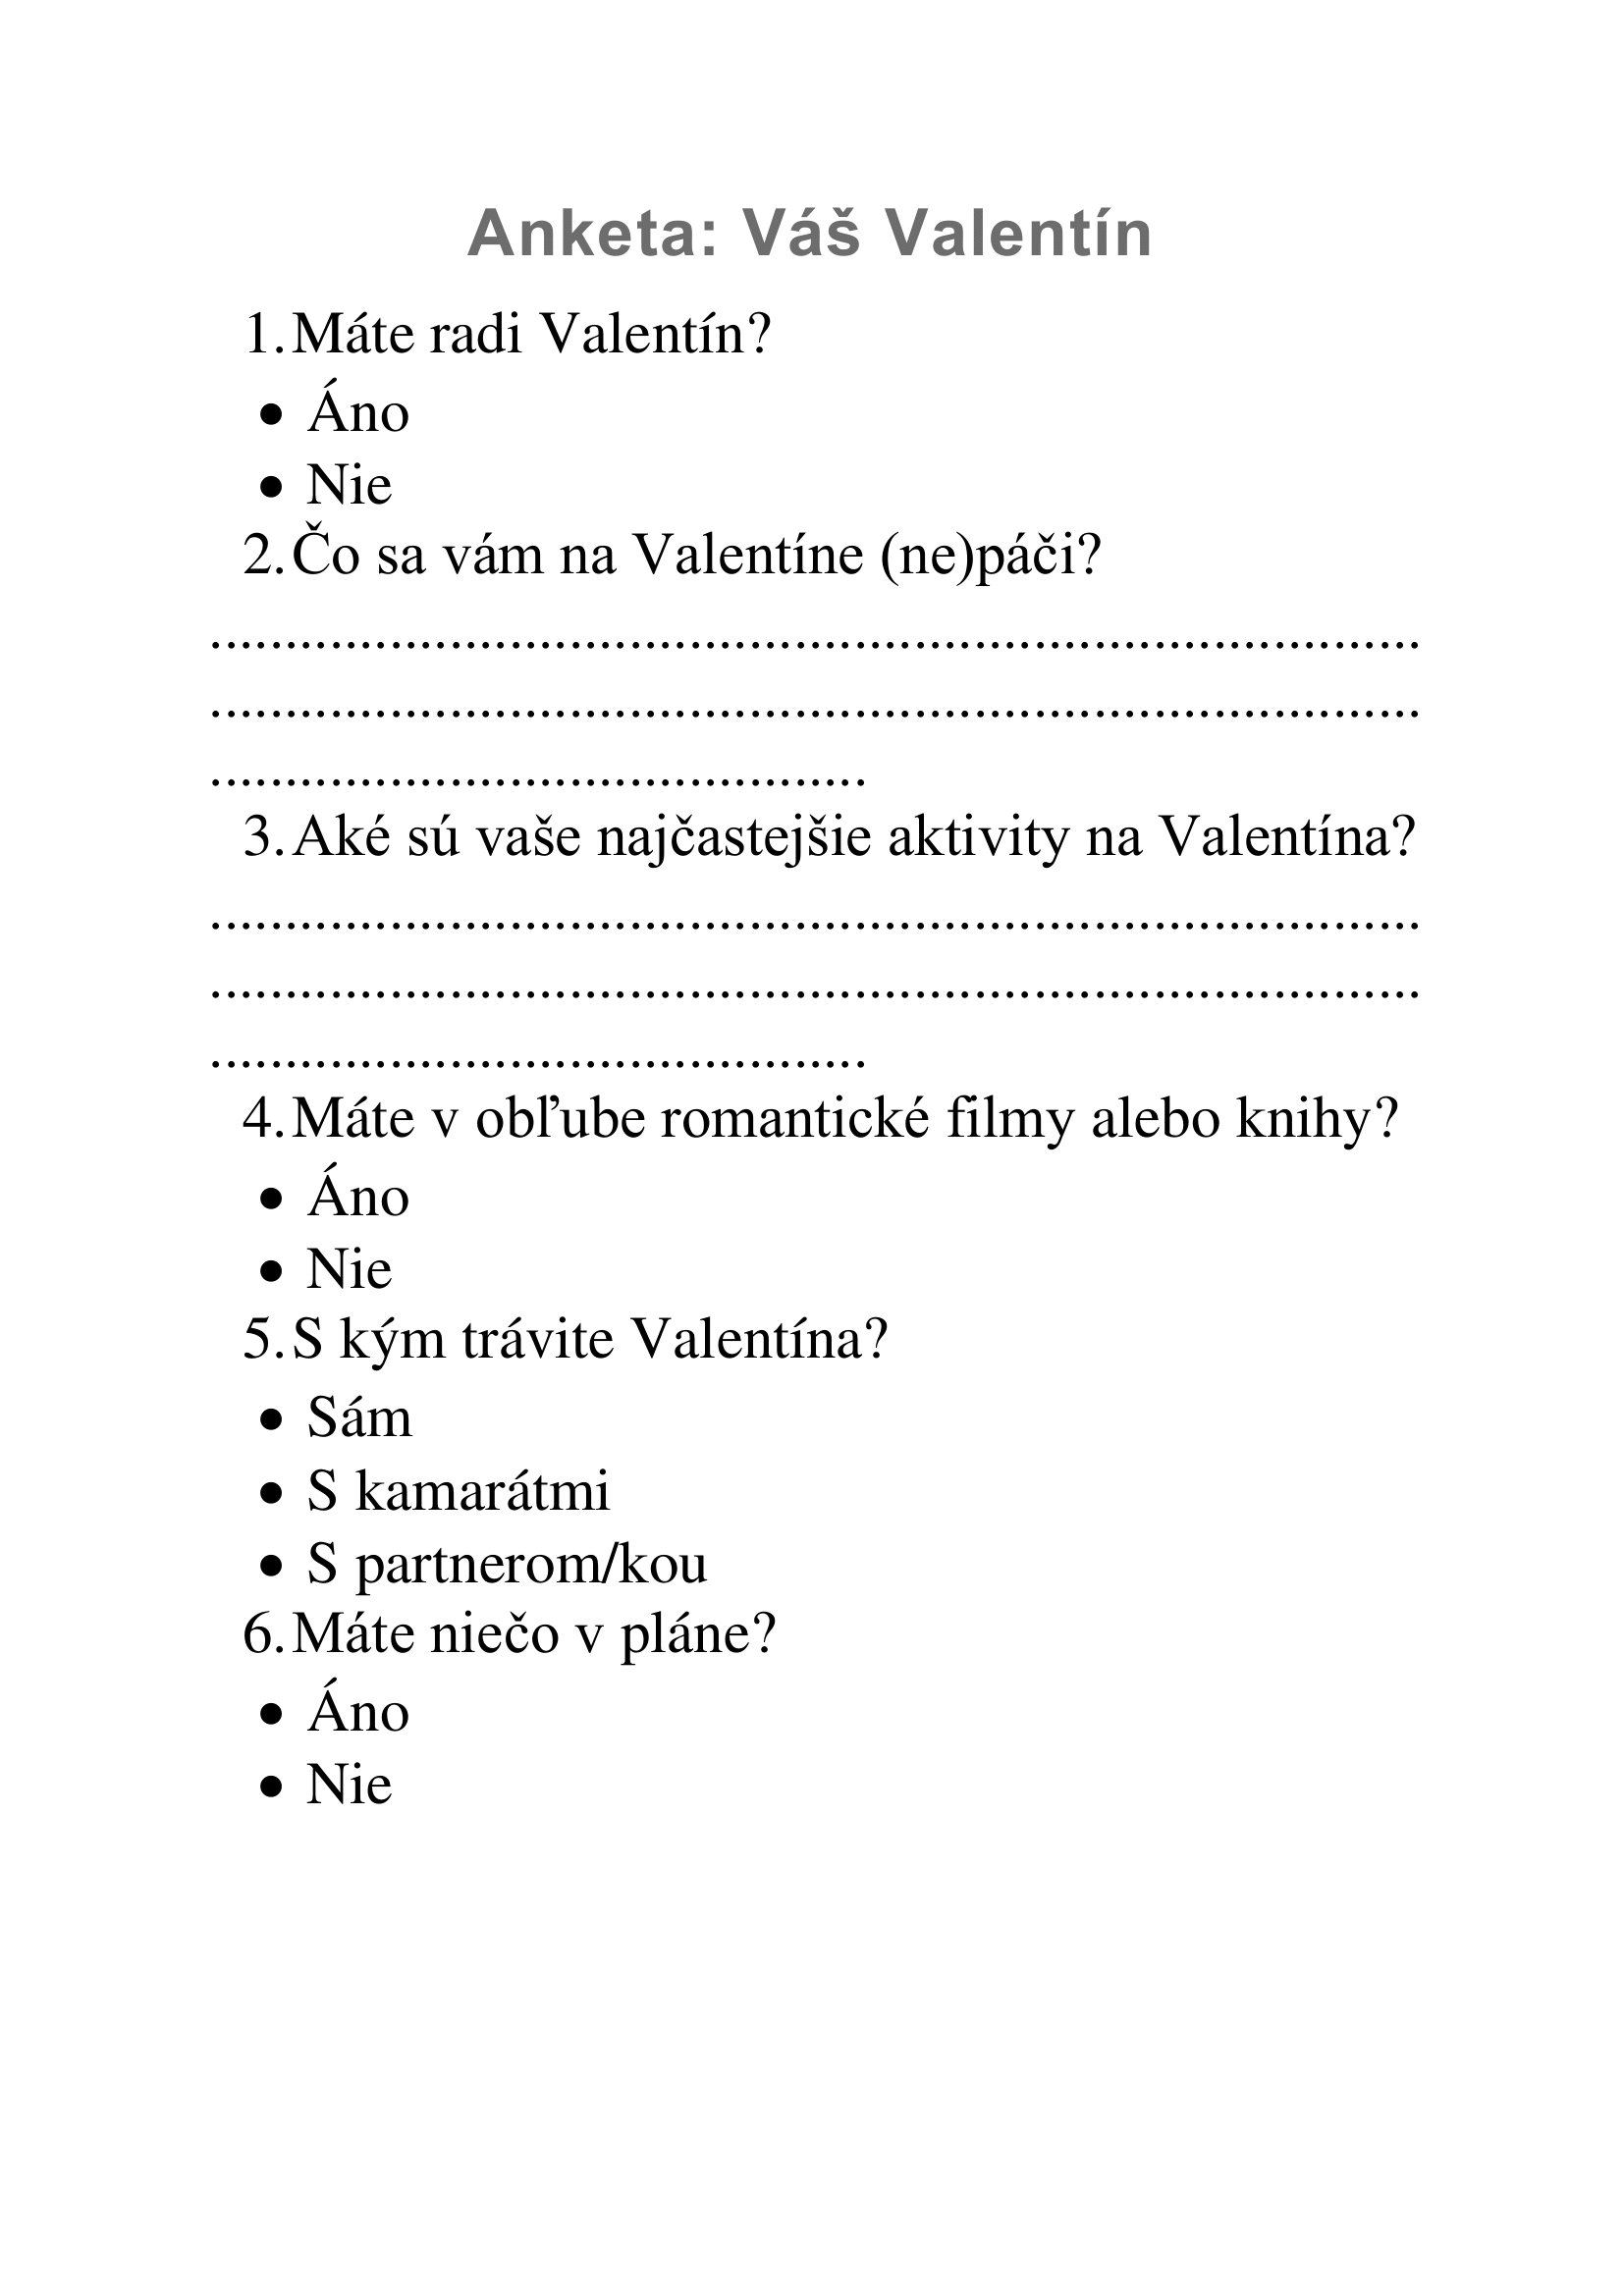 Anketa: Váš Valentín
1. Máte radi Valentín?
● Áno
● Nie
2. Čo sa vám na Valentíne (ne)páči?
.................................................................................
.................................................................................
............................................
3. Aké sú vaše najčastejšie aktivity na Valentína?
.................................................................................
.................................................................................
............................................
4. Máte v obľube romantické filmy alebo knihy?
● Áno
● Nie
5. S kým trávite Valentína?
● Sám
● S kamarátmi
● S partnerom/kou
6. Máte niečo v pláne?
● Áno
● Nie